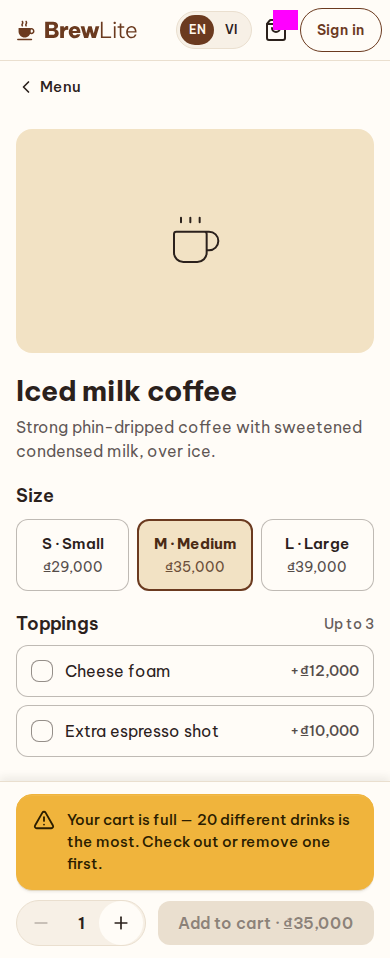 BrewLite
EN
VI
Sign in
Menu
Iced milk coffee
Strong phin-dripped coffee with sweetened
condensed milk, over ice.
Size
S · Small
₫29,000
M · Medium
₫35,000
L · Large
₫39,000
Toppings
Up to 3
Cheese foam
+₫12,000
Extra espresso shot
+₫10,000
Your cart is full — 20 different drinks is
the most. Check out or remove one
first.
1
Add to cart · ₫35,000